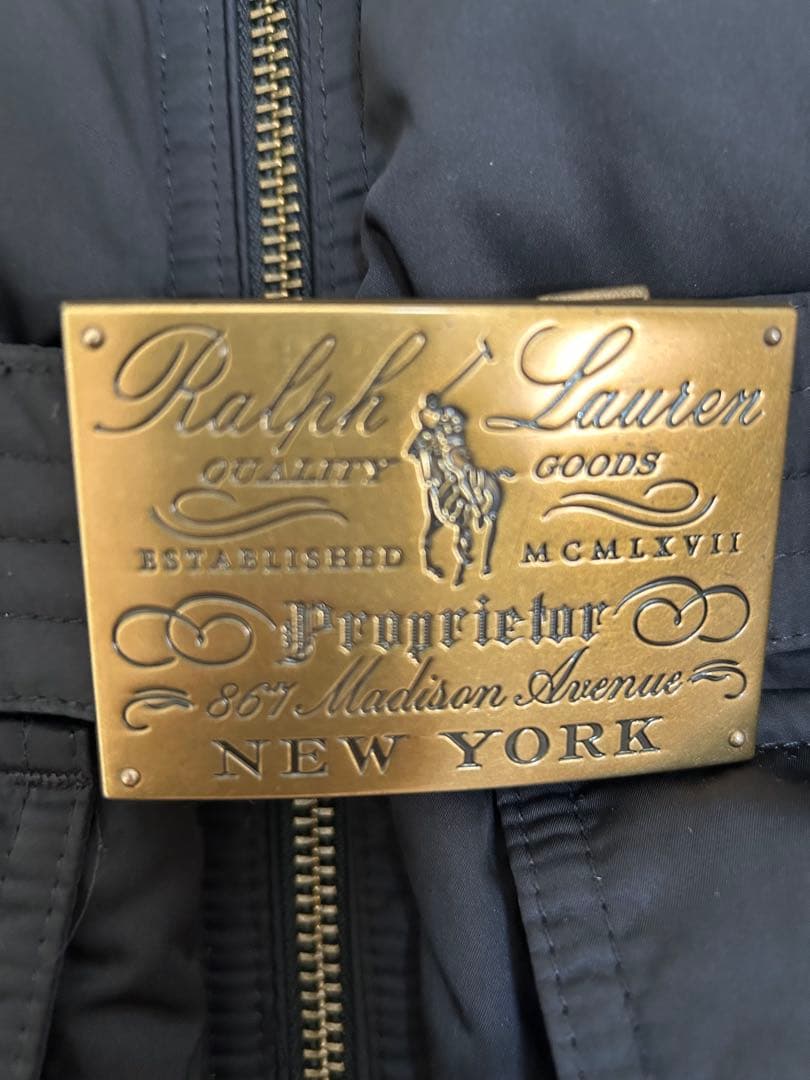 Ralph Lauren
QUALITY GOODS
ESTABLISHED MCMLXVII
Proprietor
867 Madison Avenue
NEW YORK